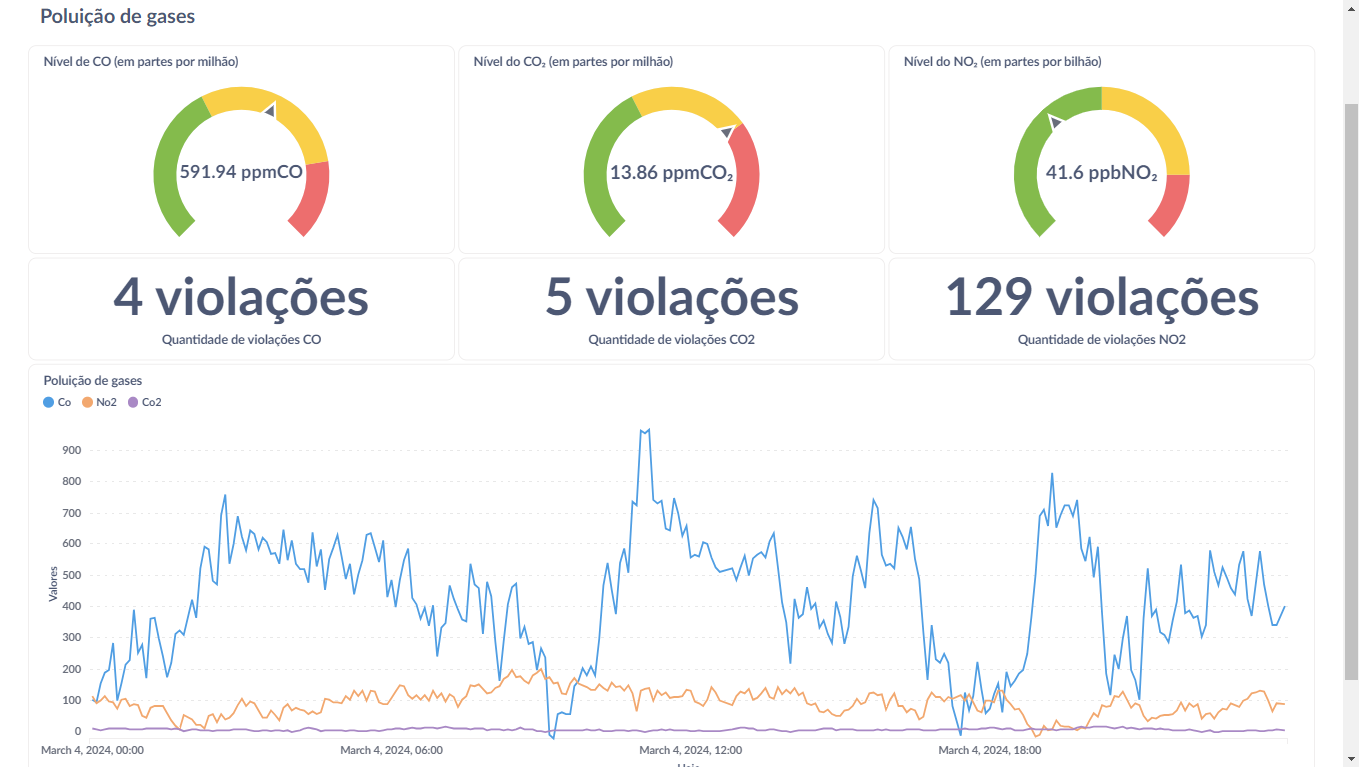 Poluição de gases
Nível de CO (em partes por milhão)
Nível do CO₂ (em partes por milhão)
Nível do NO₂ (em partes por bilhão)
591.94 ppmCO
13.86 ppmCO₂
41.6 ppbNO₂
4 violações
5 violações
129 violações
Quantidade de violações CO
Quantidade de violações CO2
Quantidade de violações NO2
Poluição de gases
Co No2 Co2
900
800
700
600
500
400
300
200
100
0
Valores
March 4, 2024, 00:00
March 4, 2024, 06:00
March 4, 2024, 12:00
March 4, 2024, 18:00